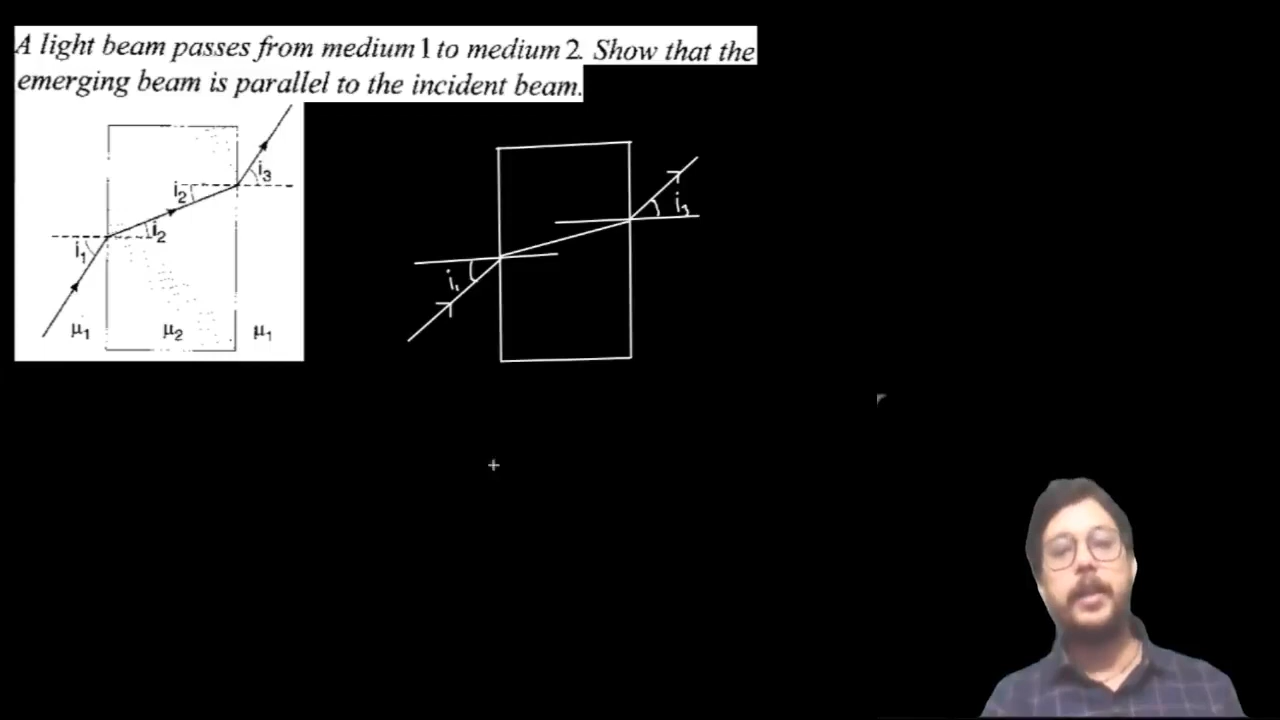 A light beam passes from medium 1 to medium 2. Show that the
emerging beam is parallel to the incident beam.
i3
i2
i2
i1
μ1 μ2 μ1
i3
i1